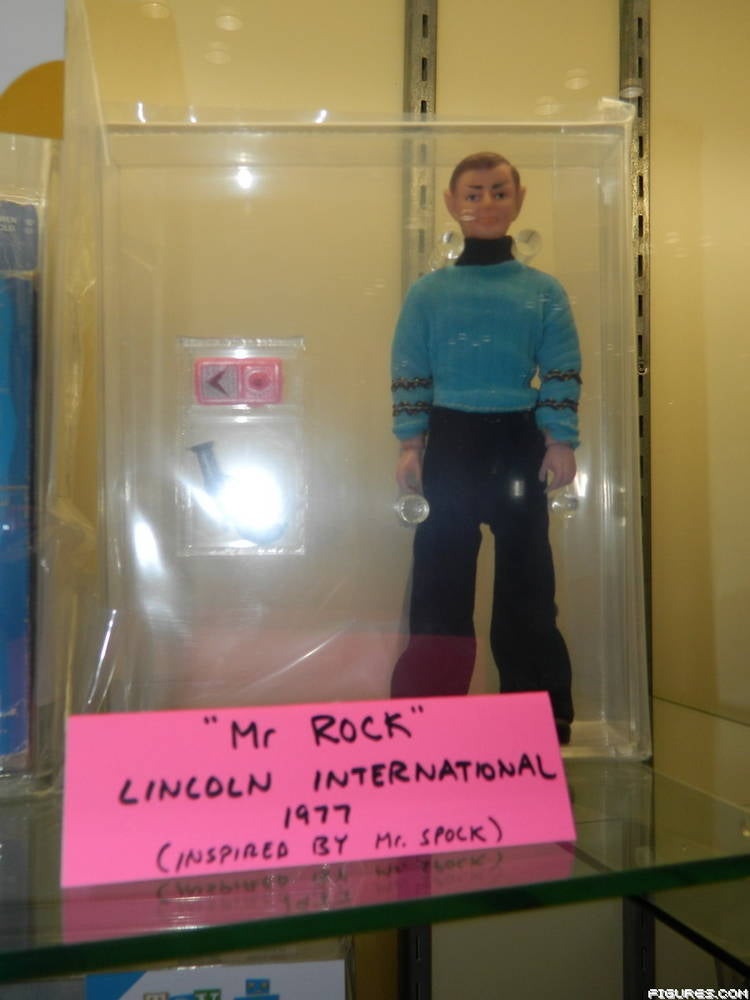 "Mr ROCK"
LINCOLN INTERNATIONAL
1977
(INSPIRED BY Mr. SPOCK)
FIGURES.COM